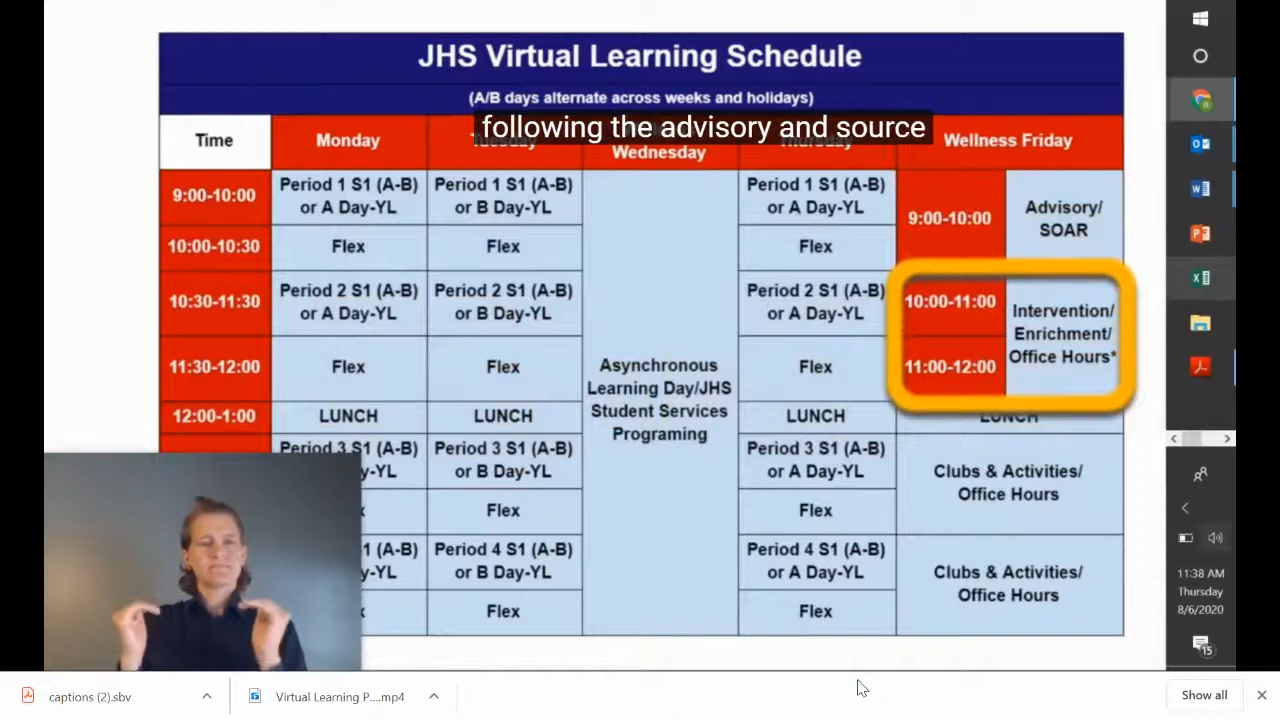 JHS Virtual Learning Schedule
(A/B days alternate across weeks and holidays)
following the advisory and source
Time
Monday
Wednesday
Wellness Friday
9:00-10:00
Period 1 S1 (A-B)
or A Day-YL
Period 1 S1 (A-B)
or B Day-YL
Period 1 S1 (A-B)
or A Day-YL
9:00-10:00
Advisory/
SOAR
10:00-10:30
Flex
Flex
Flex
10:30-11:30
Period 2 S1 (A-B)
or A Day-YL
Period 2 S1 (A-B)
or B Day-YL
Period 2 S1 (A-B)
or A Day-YL
10:00-11:00
Intervention/
Enrichment/
Office Hours*
11:30-12:00
Flex
Flex
Asynchronous
Learning Day/JHS
Student Services
Programing
Flex
11:00-12:00
12:00-1:00
LUNCH
LUNCH
LUNCH
LUNCH
Period 3 S1 (A-B)
y-YL
Period 3 S1 (A-B)
or B Day-YL
Period 3 S1 (A-B)
or A Day-YL
Clubs & Activities/
Office Hours
Flex
Flex
1 (A-B)
y-YL
Period 4 S1 (A-B)
or B Day-YL
Period 4 S1 (A-B)
or A Day-YL
Clubs & Activities/
Office Hours
Flex
Flex
11:38 AM
Thursday
8/6/2020
15
captions (2).sbv
Virtual Learning P....mp4
Show all